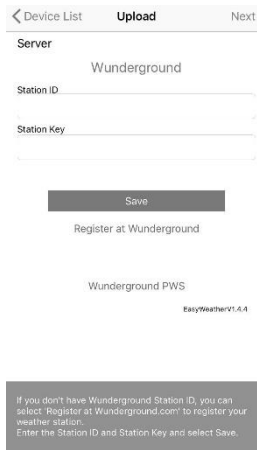 Device List Upload Next
Server
Wunderground
Station ID
Station Key
Save
Register at Wunderground
Wunderground PWS
EasyWeatherV1.4.4
If you don't have Wunderground Station ID, you can
select 'Register at Wunderground.com' to register your
weather station.
Enter the Station ID and Station Key and select Save.